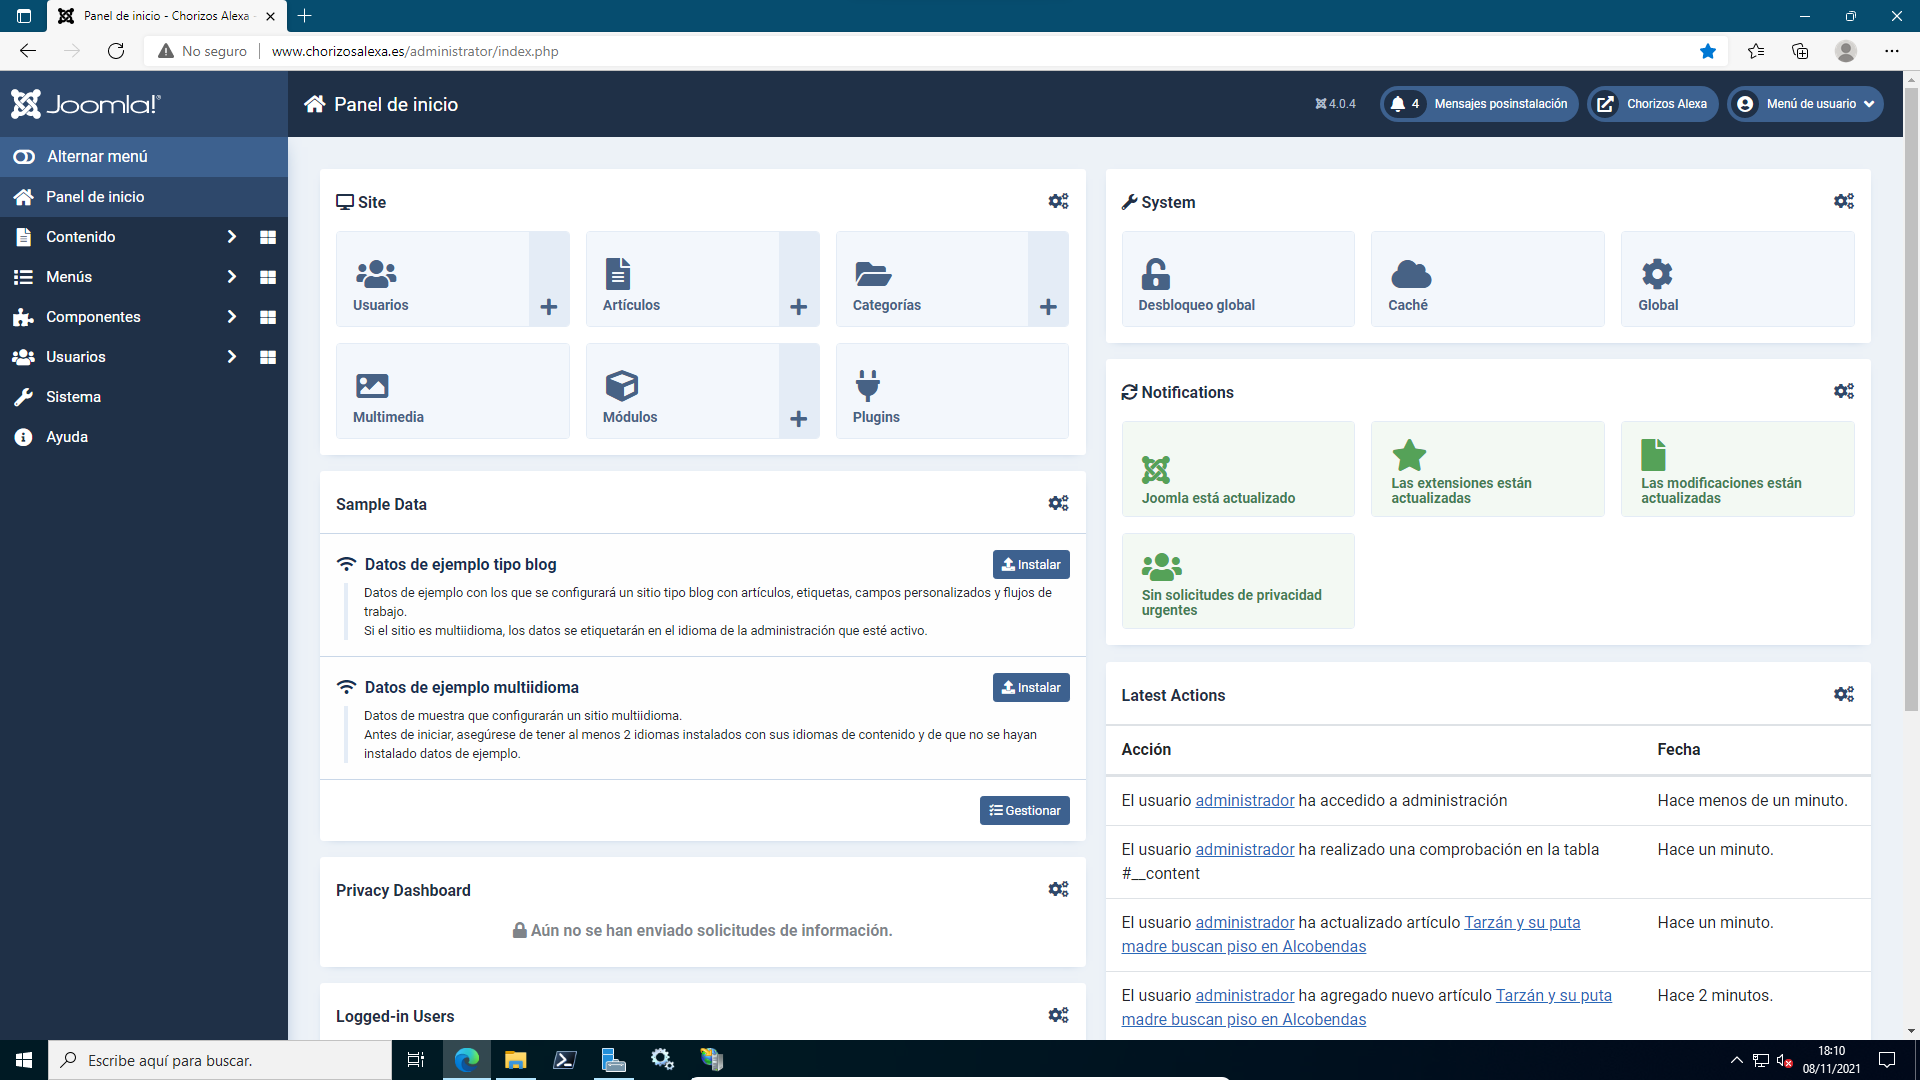 Panel de inicio - Chorizos Alexa -
No seguro
www.chorizosalexa.es/administrator/index.php
Joomla!®
Panel de inicio
4.0.4
4 Mensajes posinstalación
Chorizos Alexa
Menú de usuario
Alternar menú
Panel de inicio
Contenido
Menús
Componentes
Usuarios
Sistema
Ayuda
Site
Usuarios
Artículos
Categorías
Multimedia
Módulos
Plugins
Sample Data
Datos de ejemplo tipo blog
Instalar
Datos de ejemplo con los que se configurará un sitio tipo blog con artículos, etiquetas, campos personalizados y flujos de
trabajo.
Si el sitio es multiidioma, los datos se etiquetarán en el idioma de la administración que esté activo.
Datos de ejemplo multiidioma
Instalar
Datos de muestra que configurarán un sitio multiidioma.
Antes de iniciar, asegúrese de tener al menos 2 idiomas instalados con sus idiomas de contenido y de que no se hayan
instalado datos de ejemplo.
Gestionar
Privacy Dashboard
Aún no se han enviado solicitudes de información.
Logged-in Users
System
Desbloqueo global
Caché
Global
Notifications
Joomla está actualizado
Las extensiones están
actualizadas
Las modificaciones están
actualizadas
Sin solicitudes de privacidad
urgentes
Latest Actions
Acción Fecha
El usuario administrador ha accedido a administración Hace menos de un minuto.
El usuario administrador ha realizado una comprobación en la tabla Hace un minuto.
#__content
El usuario administrador ha actualizado artículo Tarzán y su puta Hace un minuto.
madre buscan piso en Alcobendas
El usuario administrador ha agregado nuevo artículo Tarzán y su puta Hace 2 minutos.
madre buscan piso en Alcobendas
Escribe aquí para buscar.
18:10
08/11/2021